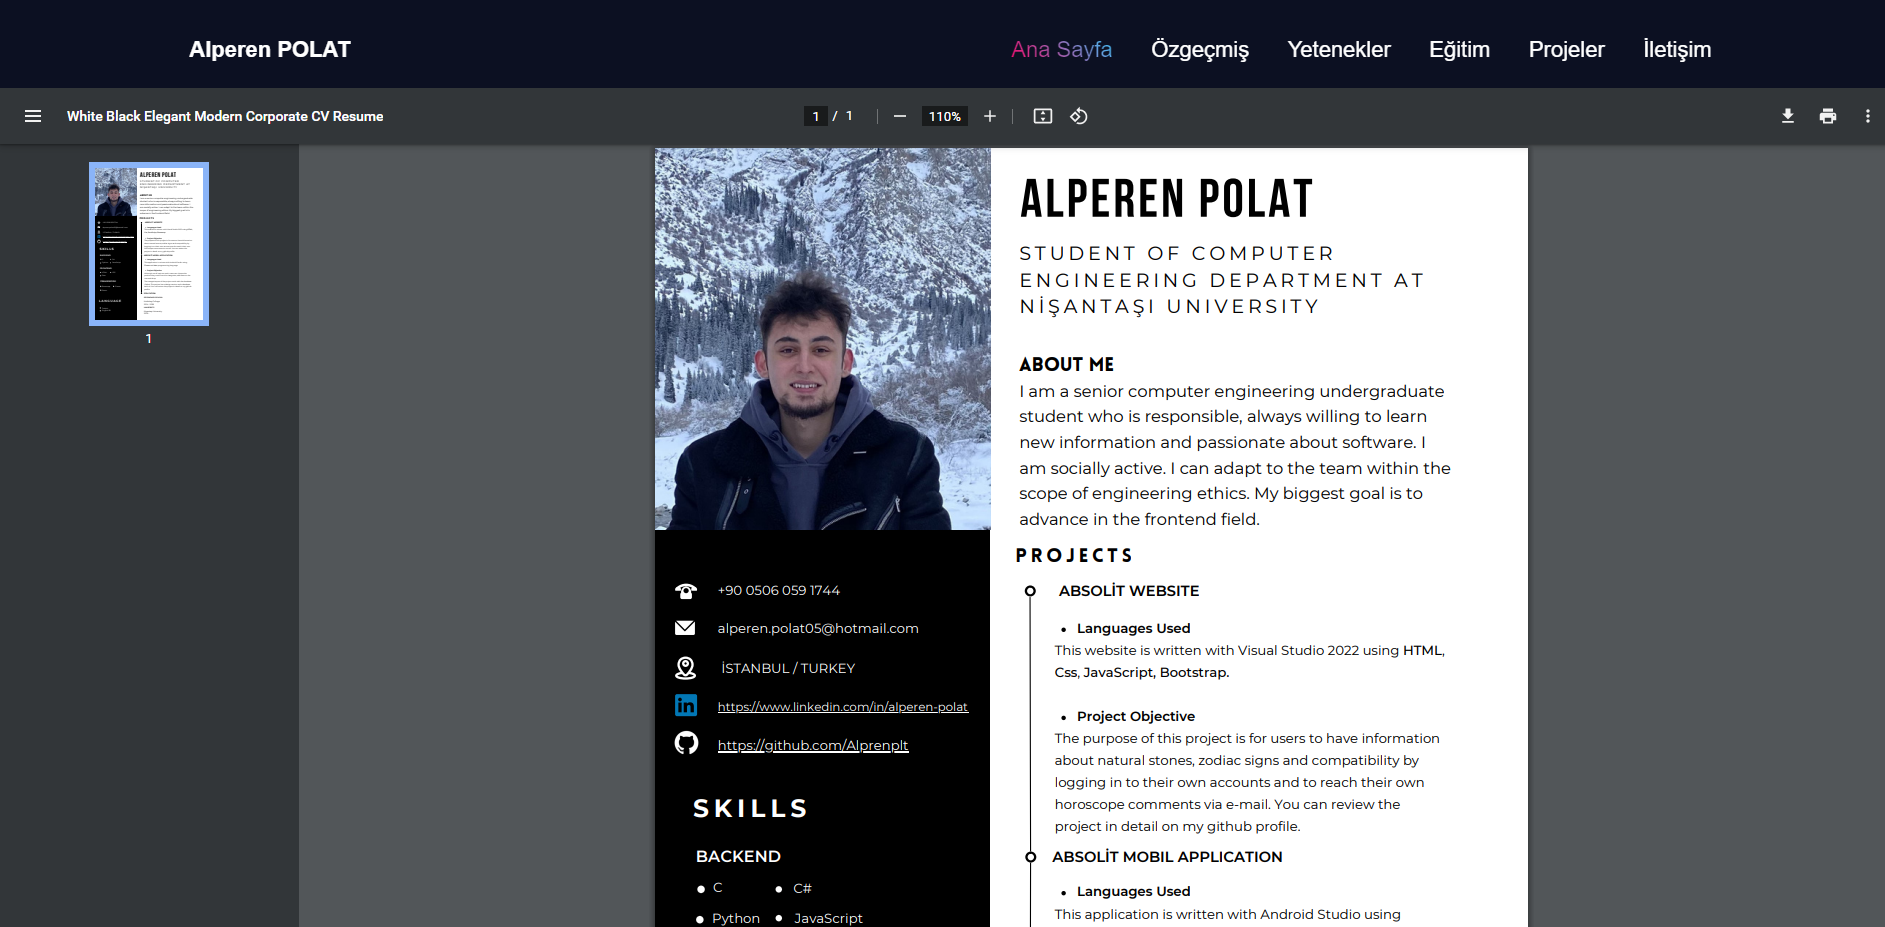 Alperen POLAT
Ana Sayfa Özgeçmiş Yetenekler Eğitim Projeler İletişim
White Black Elegant Modern Corporate CV Resume
1 / 1
110%
1
ALPEREN POLAT
STUDENT OF COMPUTER
ENGINEERING DEPARTMENT AT
NİŞANTAŞI UNIVERSITY
ABOUT ME
I am a senior computer engineering undergraduate
student who is responsible, always willing to learn
new information and passionate about software. I
am socially active. I can adapt to the team within the
scope of engineering ethics. My biggest goal is to
advance in the frontend field.
+90 0506 059 1744
alperen.polat05@hotmail.com
İSTANBUL / TURKEY
https://www.linkedin.com/in/alperen-polat
https://github.com/Alprenplt
SKILLS
BACKEND
• C • C#
• Python • JavaScript
PROJECTS
ABSOLİT WEBSITE
• Languages Used
This website is written with Visual Studio 2022 using HTML,
Css, JavaScript, Bootstrap.
• Project Objective
The purpose of this project is for users to have information
about natural stones, zodiac signs and compatibility by
logging in to their own accounts and to reach their own
horoscope comments via e-mail. You can review the
project in detail on my github profile.
ABSOLİT MOBIL APPLICATION
• Languages Used
This application is written with Android Studio using